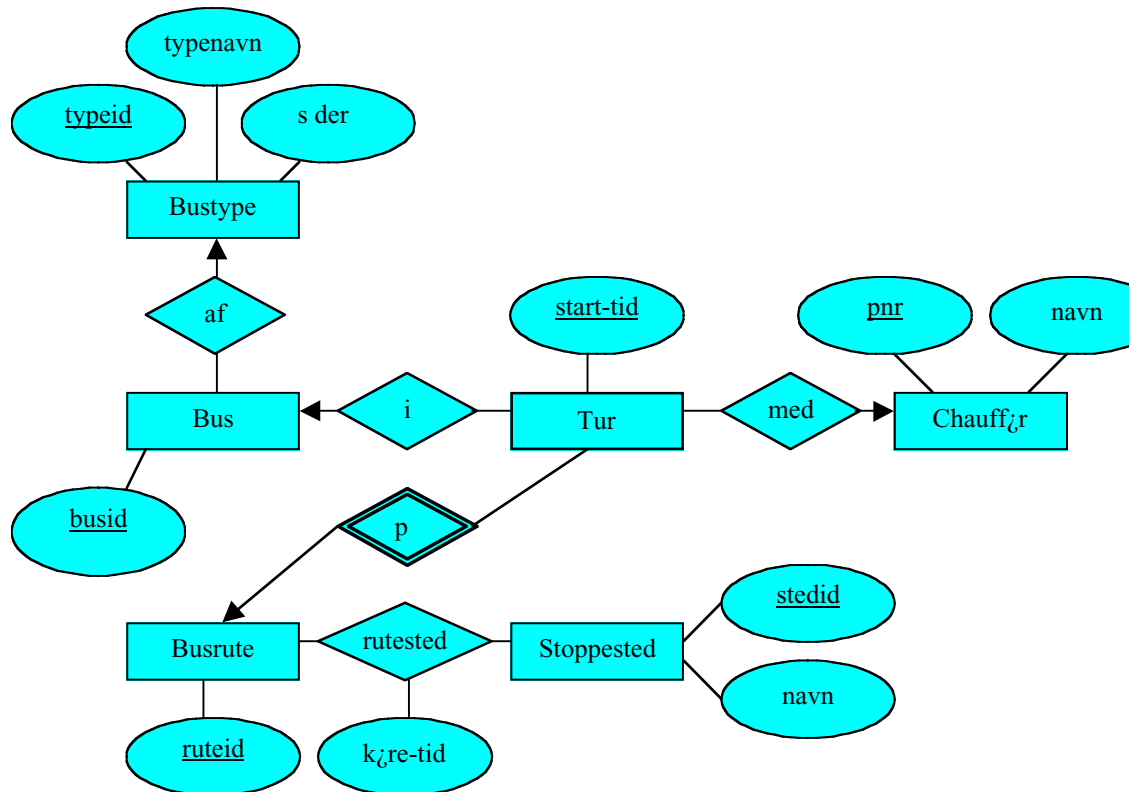 typenavn
typeid
s der
Bustype
af
start-tid
pnr
navn
Bus
i
Tur
med
Chauff¿r
busid
p
stedid
Busrute
rutested
Stoppested
navn
ruteid
k¿re-tid